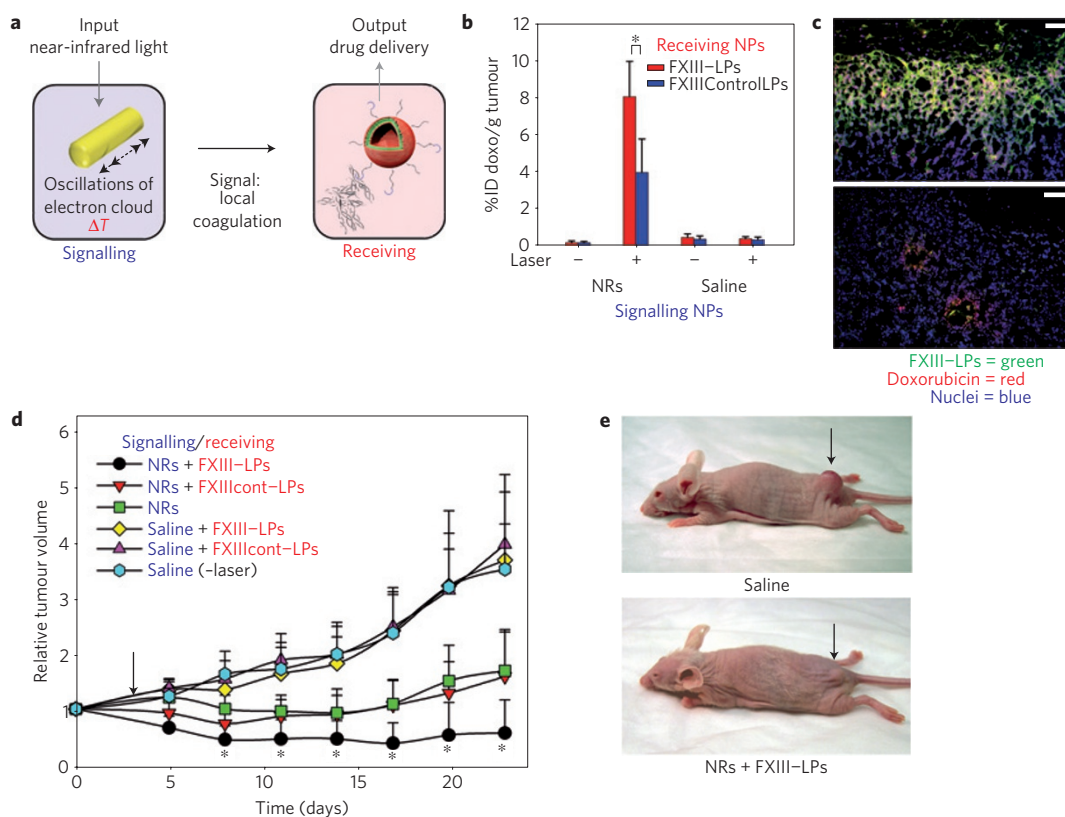 a
Input
near-infrared light
Oscillations of
electron cloud
ΔT
Signalling
Signal:
local
coagulation
Output
drug delivery
Receiving
b
12
10
8
6
4
2
0
%ID doxo/g tumour
*
Receiving NPs
FXIII–LPs
FXIIIControlLPs
Laser – + – +
NRs Saline
Signalling NPs
c
FXIII–LPs = green
Doxorubicin = red
Nuclei = blue
d
6
5
4
3
2
1
0
Relative tumour volume
Signalling/receiving
NRs + FXIII–LPs
NRs + FXIIIcont–LPs
NRs
Saline + FXIII–LPs
Saline + FXIIIcont–LPs
Saline (–laser)
* * * * * *
0 5 10 15 20
Time (days)
e
Saline
NRs + FXIII–LPs